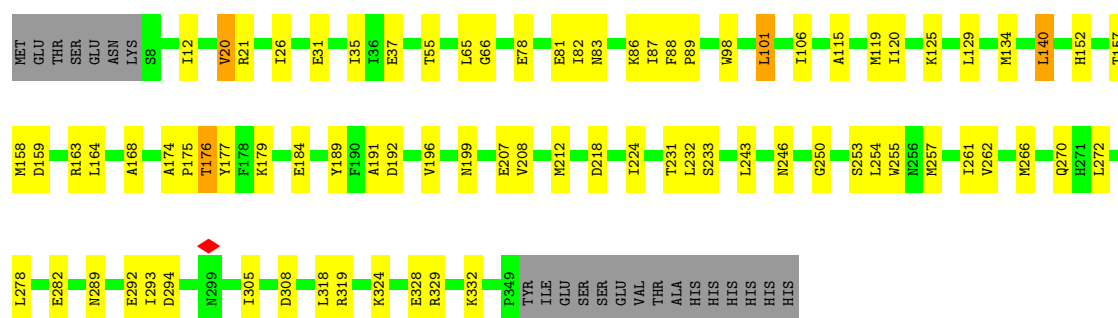 MET GLU THR SER GLU ASN LYS S8 I12 V20 R21 I26 E31 I35 I36 E37 T55 L65 G66 E78 E81 I82 N83 K86 I87 F88 P89 W98 L101 I106 A115 M119 I120 K125 L129 M134 L140 H152 T157
M158 D159 R163 L164 A168 A174 P175 T176 Y177 F178 K179 E184 Y189 F190 A191 D192 V196 N199 E207 V208 M212 D218 I224 T231 L232 S233 L243 N246 G250 S253 L254 W255 N256 M257 I261 V262 M266 Q270 H271 L272
L278 E282 N289 E292 I293 D294 N299 I305 D308 L318 R319 K324 E328 R329 K332 P349 TYR ILE GLU SER SER GLU VAL THR ALA HIS HIS HIS HIS HIS HIS